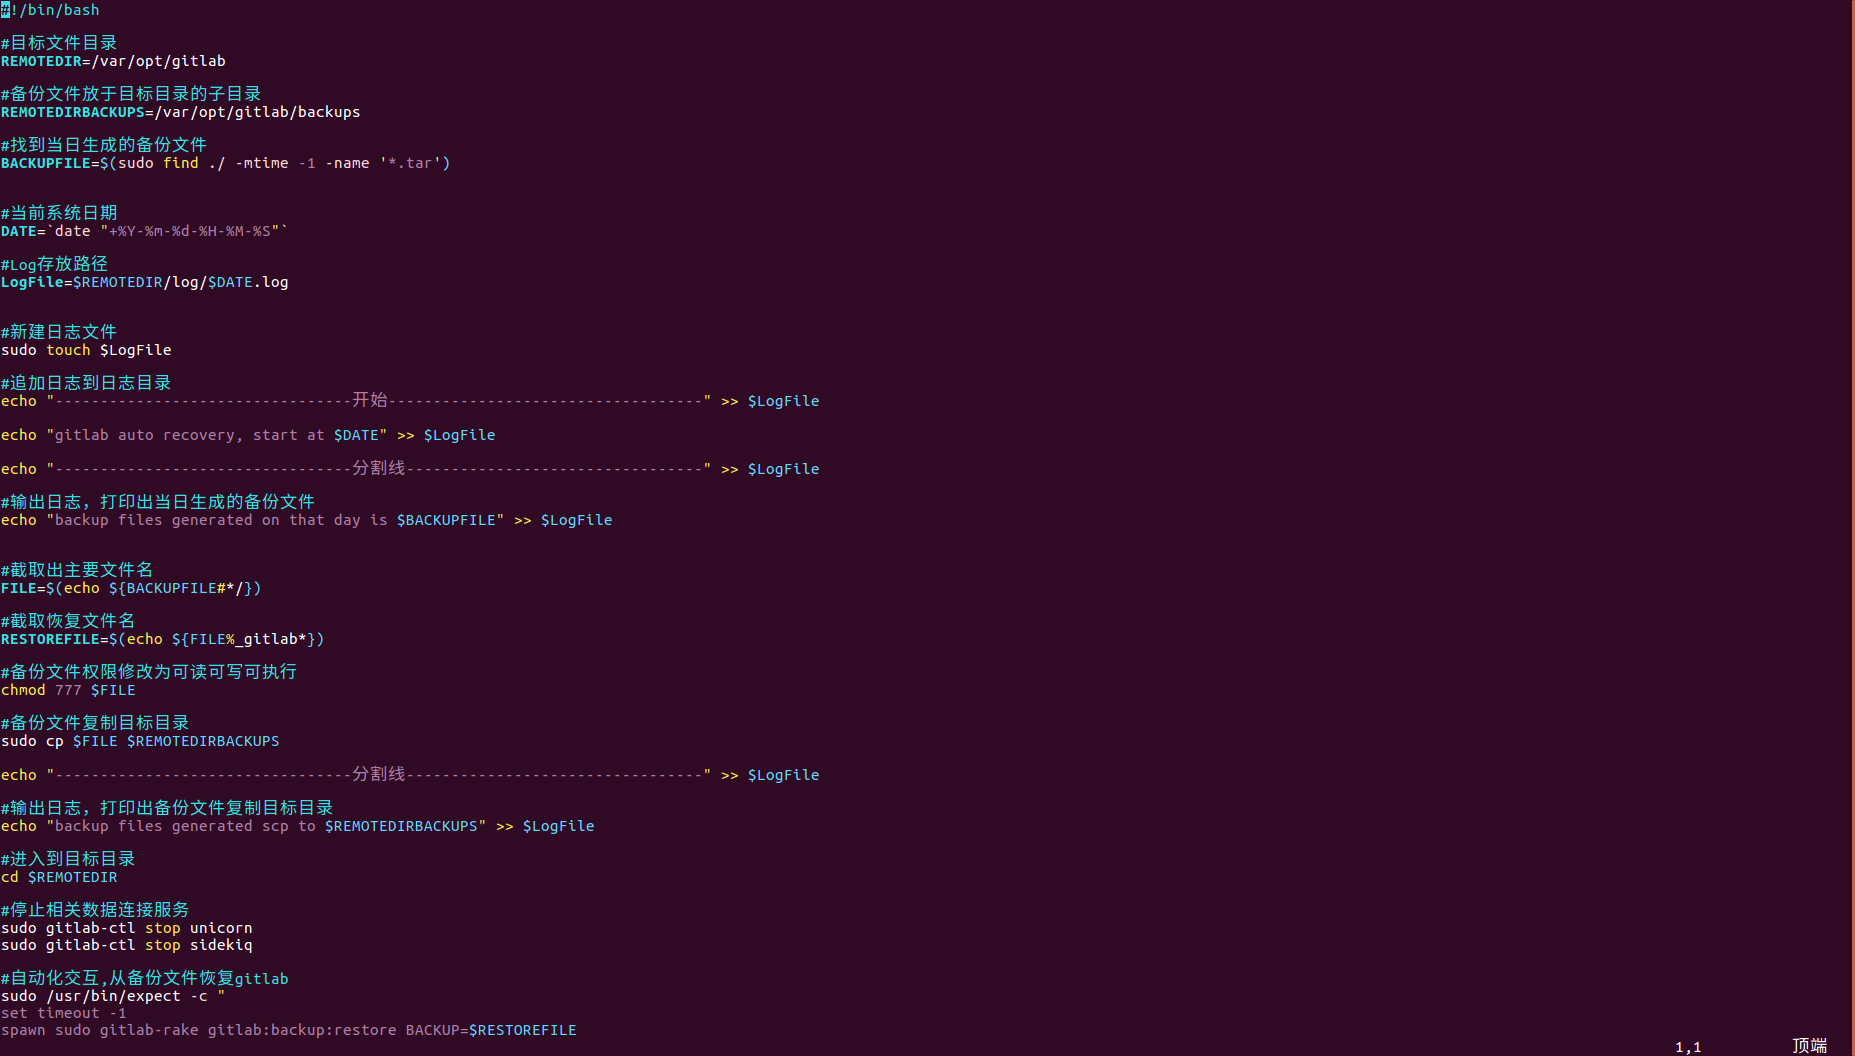 #!/bin/bash
#目标文件目录
REMOTEDIR=/var/opt/gitlab
#备份文件放于目标目录的子目录
REMOTEDIRBACKUPS=/var/opt/gitlab/backups
#找到当日生成的备份文件
BACKUPFILE=$(sudo find ./ -mtime -1 -name '*.tar')
#当前系统日期
DATE=`date "+%Y-%m-%d-%H-%M-%S"`
#Log存放路径
LogFile=$REMOTEDIR/log/$DATE.log
#新建日志文件
sudo touch $LogFile
#追加日志到日志目录
echo "---------------------------------开始-----------------------------------" >> $LogFile
echo "gitlab auto recovery, start at $DATE" >> $LogFile
echo "---------------------------------分割线---------------------------------" >> $LogFile
#输出日志，打印出当日生成的备份文件
echo "backup files generated on that day is $BACKUPFILE" >> $LogFile
#截取出主要文件名
FILE=$(echo ${BACKUPFILE#*/})
#截取恢复文件名
RESTOREFILE=$(echo ${FILE%_gitlab*})
#备份文件权限修改为可读可写可执行
chmod 777 $FILE
#备份文件复制目标目录
sudo cp $FILE $REMOTEDIRBACKUPS
echo "---------------------------------分割线---------------------------------" >> $LogFile
#输出日志，打印出备份文件复制目标目录
echo "backup files generated scp to $REMOTEDIRBACKUPS" >> $LogFile
#进入到目标目录
cd $REMOTEDIR
#停止相关数据连接服务
sudo gitlab-ctl stop unicorn
sudo gitlab-ctl stop sidekiq
#自动化交互,从备份文件恢复gitlab
sudo /usr/bin/expect -c "
set timeout -1
spawn sudo gitlab-rake gitlab:backup:restore BACKUP=$RESTOREFILE
1,1 顶端